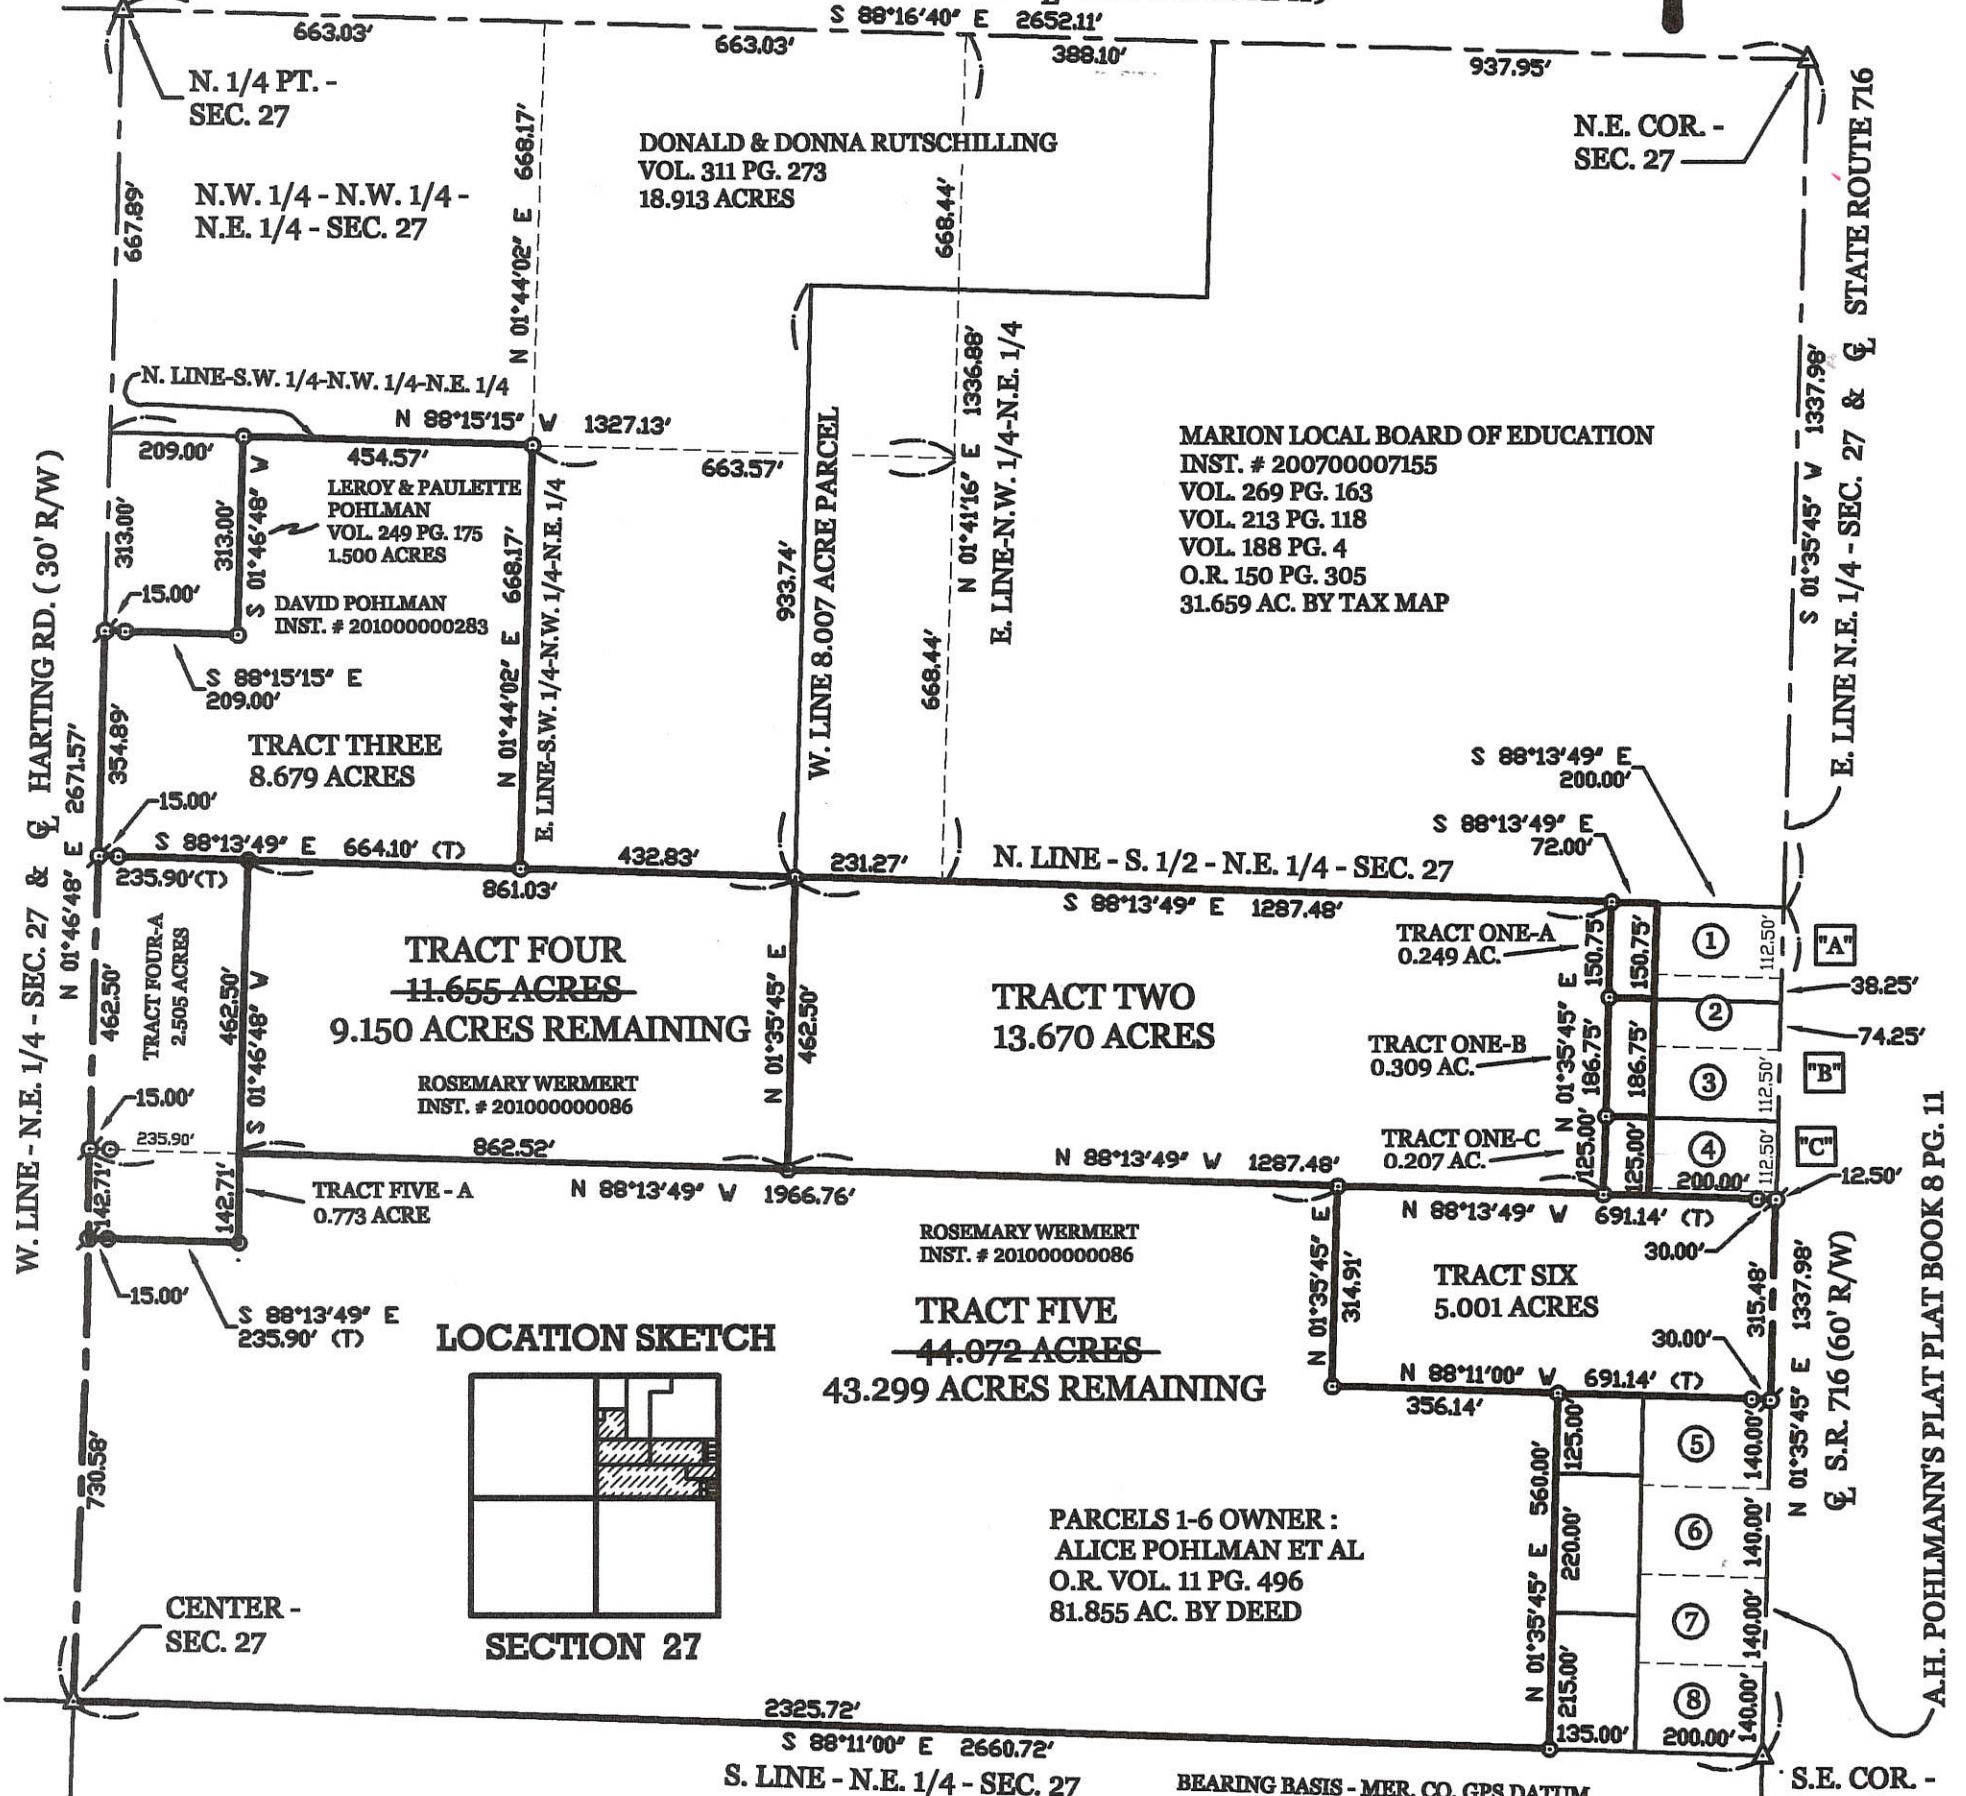 S 88°16'40" E 2652.11'
663.03'
663.03'
388.10'
937.95'
N. 1/4 PT. -
SEC. 27
N.E. COR. -
SEC. 27
STATE ROUTE 716
E. LINE N.E. 1/4 - SEC. 27 & ℄
N.W. 1/4 - N.W. 1/4 -
N.E. 1/4 - SEC. 27
667.89'
N 01°44'02" E 668.17'
DONALD & DONNA RUTSCHILLING
VOL. 311 PG. 273
18.913 ACRES
668.44'
N 01°41'16" E 1336.88'
E. LINE-N.W. 1/4-N.E. 1/4
668.44'
S 01°35'45" W 1337.98'
N. LINE-S.W. 1/4-N.W. 1/4-N.E. 1/4
N 88°15'15" W 1327.13'
209.00'
454.57'
663.57'
313.00'
313.00'
S 01°46'48" W
LEROY & PAULETTE
POHLMAN
VOL. 249 PG. 175
1.500 ACRES
15.00'
DAVID POHLMAN
INST. # 201000000283
S 88°15'15" E
209.00'
N 01°44'02" E 668.17'
E. LINE-S.W. 1/4-N.W. 1/4-N.E. 1/4
933.74'
W. LINE 8.007 ACRE PARCEL
MARION LOCAL BOARD OF EDUCATION
INST. # 200700007155
VOL. 269 PG. 163
VOL. 213 PG. 118
VOL. 188 PG. 4
O.R. 150 PG. 305
31.659 AC. BY TAX MAP
W. LINE - N.E. 1/4 - SEC. 27 & ℄ HARTING RD. (30' R/W)
N 01°46'48" E 2671.57'
354.89'
TRACT THREE
8.679 ACRES
15.00'
S 88°13'49" E 664.10' (T)
432.83'
231.27'
235.90'(T)
861.03'
N. LINE - S. 1/2 - N.E. 1/4 - SEC. 27
S 88°13'49" E 1287.48'
S 88°13'49" E
200.00'
S 88°13'49" E
72.00'
TRACT FOUR-A
2.505 ACRES
462.50'
462.50'
S 01°46'48" W
TRACT FOUR
11.655 ACRES
9.150 ACRES REMAINING
ROSEMARY WERMERT
INST. # 201000000086
N 01°35'45" E
462.50'
TRACT TWO
13.670 ACRES
TRACT ONE-A
0.249 AC.
150.75'
150.75'
1
112.50'
"A"
38.25'
2
74.25'
TRACT ONE-B
0.309 AC.
N 01°35'45" E
186.75'
186.75'
3
112.50'
"B"
TRACT ONE-C
0.207 AC.
125.00'
125.00'
4
112.50'
"C"
200.00'
12.50'
15.00'
235.90'
862.52'
N 88°13'49" W 1287.48'
N 88°13'49" W 1966.76'
N 88°13'49" W 691.14' (T)
30.00'
142.71'
142.71'
TRACT FIVE - A
0.773 ACRE
15.00'
S 88°13'49" E
235.90' (T)
ROSEMARY WERMERT
INST. # 201000000086
TRACT FIVE
44.072 ACRES
43.299 ACRES REMAINING
N 01°35'45" E
314.91'
TRACT SIX
5.001 ACRES
315.48'
30.00'
N 88°11'00" W 691.14' (T)
356.14'
N 01°35'45" E 1337.98'
℄ S.R. 716 (60' R/W)
A.H. POHLMANN'S PLAT PLAT BOOK 8 PG. 11
LOCATION SKETCH
SECTION 27
730.58'
CENTER -
SEC. 27
PARCELS 1-6 OWNER :
ALICE POHLMAN ET AL
O.R. VOL. 11 PG. 496
81.855 AC. BY DEED
N 01°35'45" E 560.00'
125.00'
220.00'
215.00'
135.00'
5
140.00'
6
140.00'
7
140.00'
8
140.00'
200.00'
2325.72'
S 88°11'00" E 2660.72'
S. LINE - N.E. 1/4 - SEC. 27
BEARING BASIS - MER. CO. GPS DATUM
S.E. COR. -